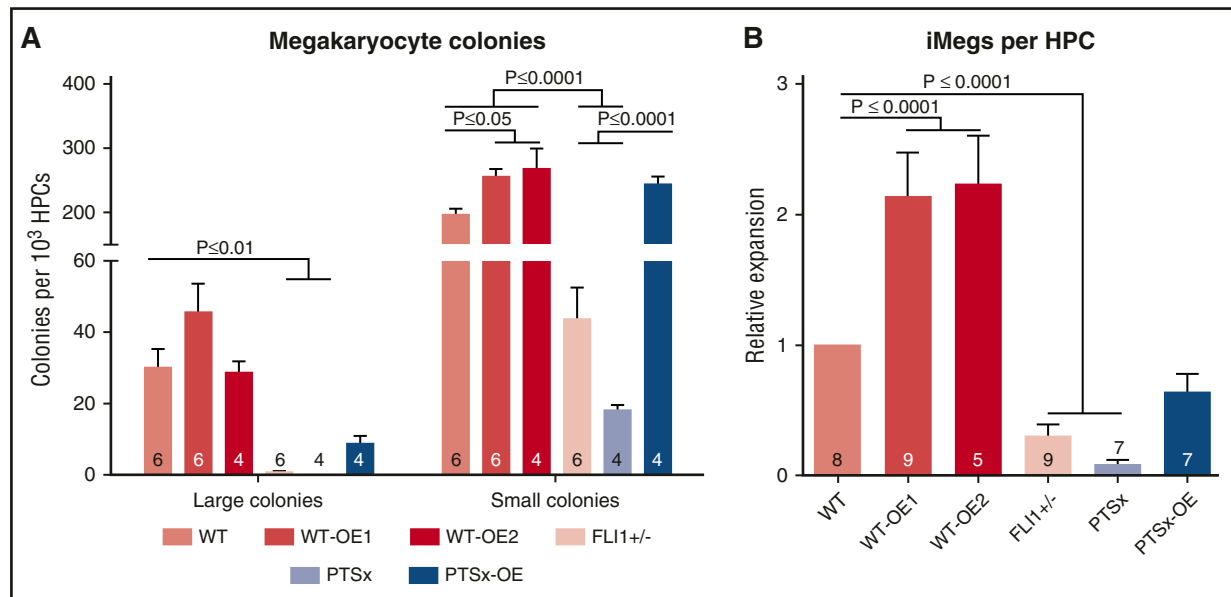 A
Megakaryocyte colonies
Colonies per 10³ HPCs
400
300
200
60
40
20
0
P≤0.0001
P≤0.05
P≤0.0001
P≤0.01
6
6
4
6
4
4
6
6
4
6
4
4
Large colonies
Small colonies
WT
WT-OE1
WT-OE2
FLI1+/-
PTSx
PTSx-OE
B
iMegs per HPC
Relative expansion
3
2
1
0
P ≤ 0.0001
P ≤ 0.0001
8
9
5
9
7
7
WT
WT-OE1
WT-OE2
FLI1+/-
PTSx
PTSx-OE